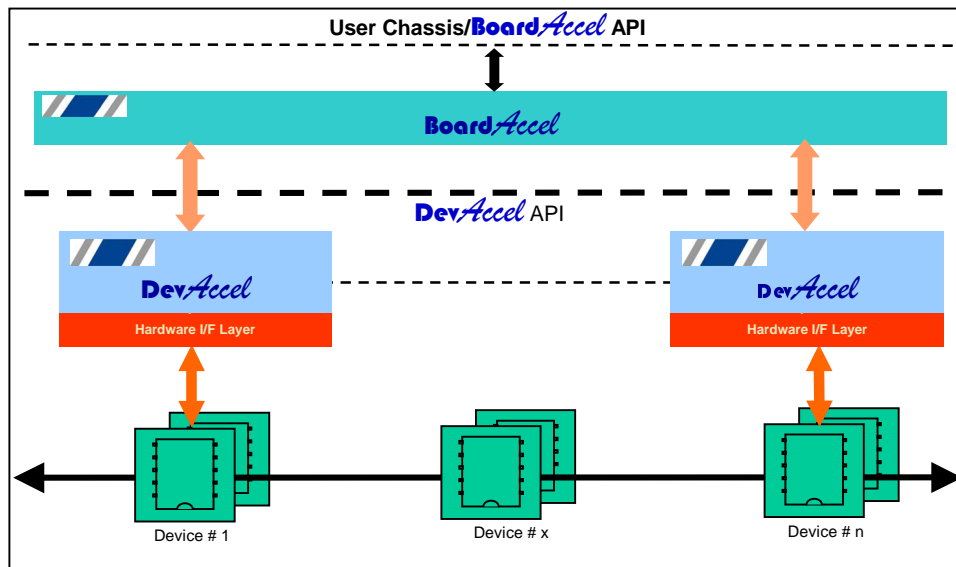 User Chassis/BoardAccel API
BoardAccel
DevAccel API
DevAccel
DevAccel
Hardware I/F Layer
Hardware I/F Layer
Device # 1
Device # x
Device # n